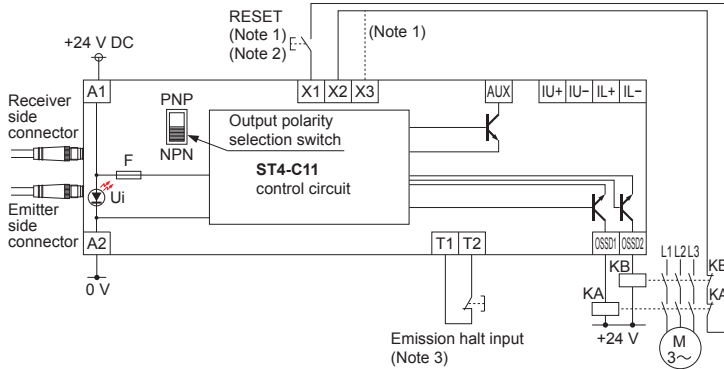 RESET
(Note 1)
(Note 2)
(Note 1)
+24 V DC
A1
X1
X2
X3
AUX
IU+
IU−
IL+
IL−
PNP
NPN
Output polarity
selection switch
ST4-C11
control circuit
Receiver
side
connector
F
Ui
Emitter
side
connector
A2
0 V
T1
T2
OSSD1
OSSD2
Emission halt input
(Note 3)
KB
KA
+24 V
L1 L2 L3
KB
KA
M
3～